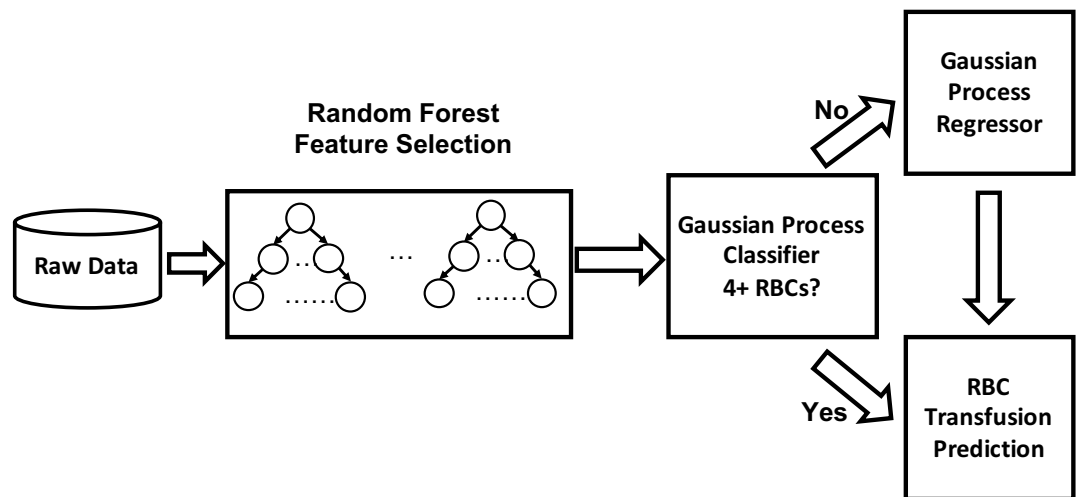 Random Forest
Feature Selection
Raw Data
...
......
...
...
......
Gaussian Process
Classifier
4+ RBCs?
No
Gaussian
Process
Regressor
Yes
RBC
Transfusion
Prediction